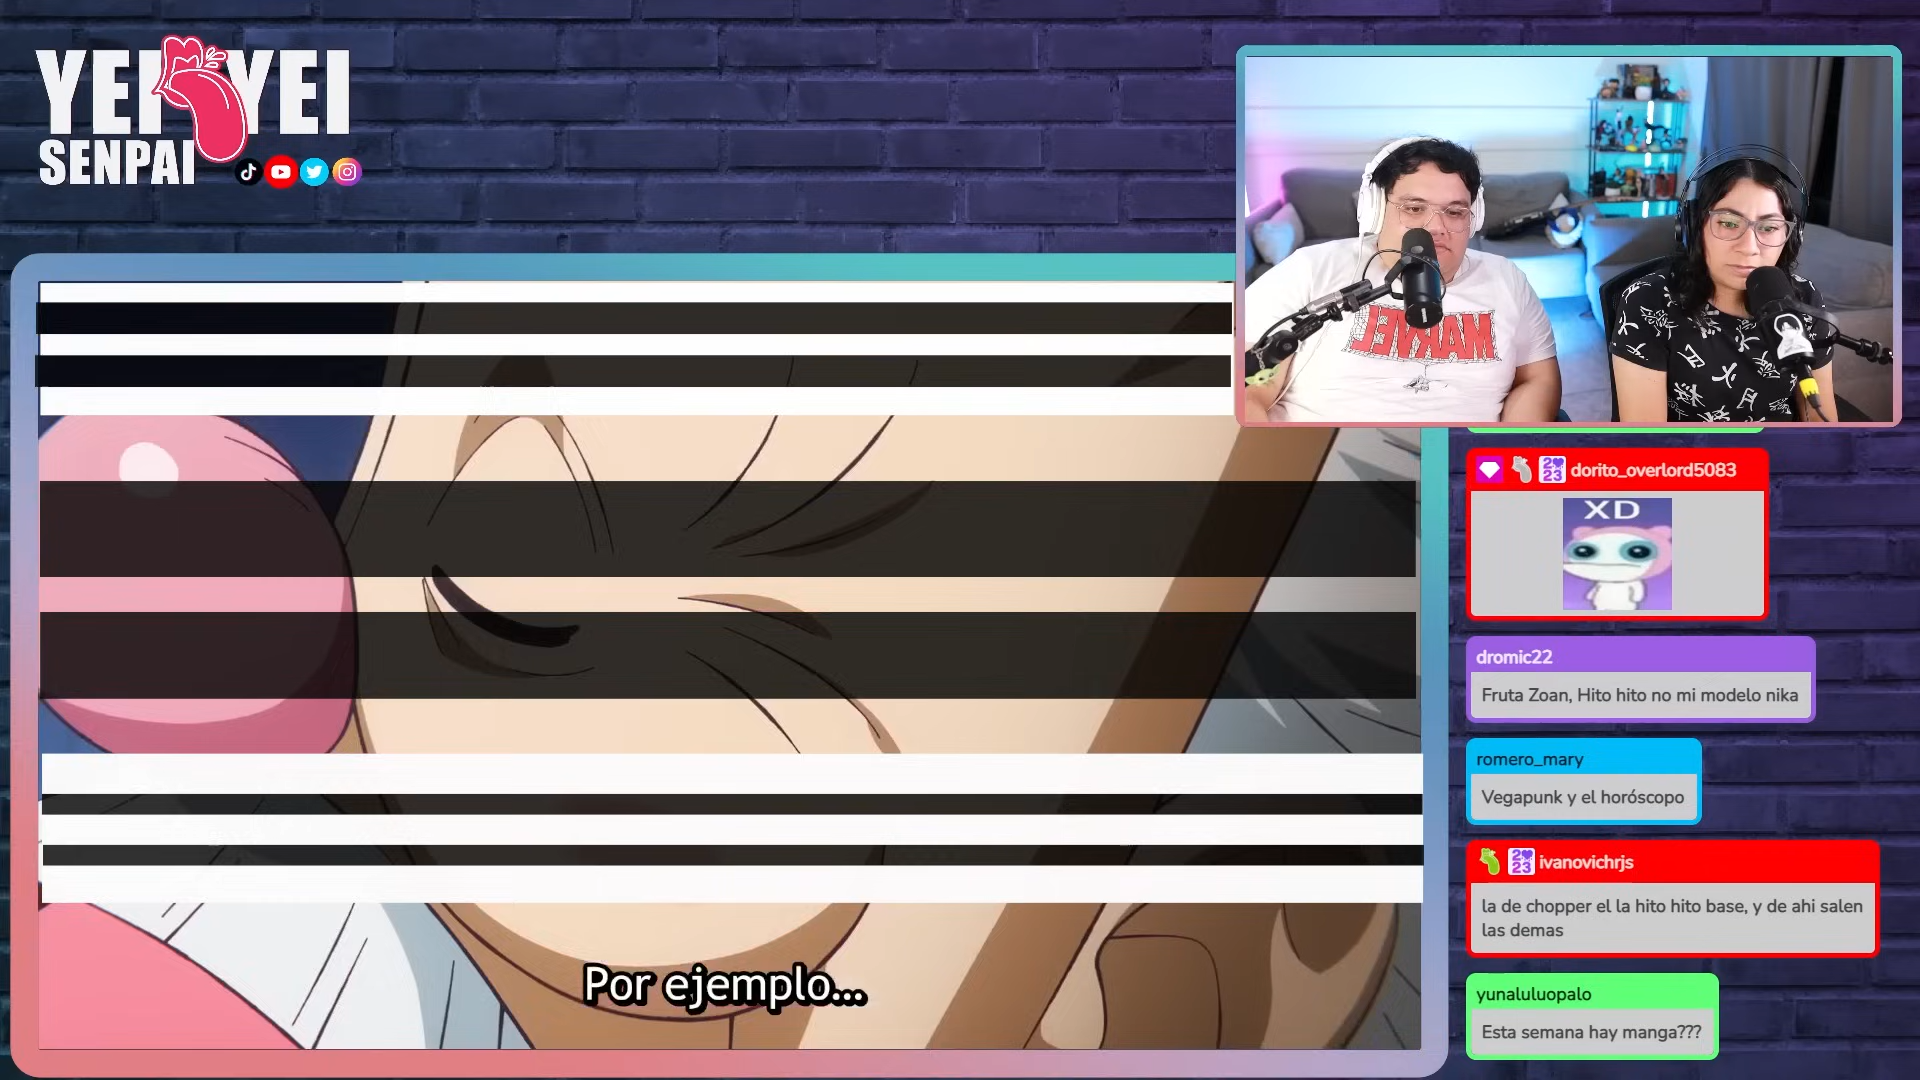 YEI YEI
SENPAI
MARVEL
dorito_overlord5083
XD
dromic22
Fruta Zoan, Hito hito no mi modelo nika
romero_mary
Vegapunk y el horóscopo
ivanovichrjs
la de chopper el la hito hito base, y de ahi salen
las demas
yunaluluopalo
Esta semana hay manga???
Por ejemplo...